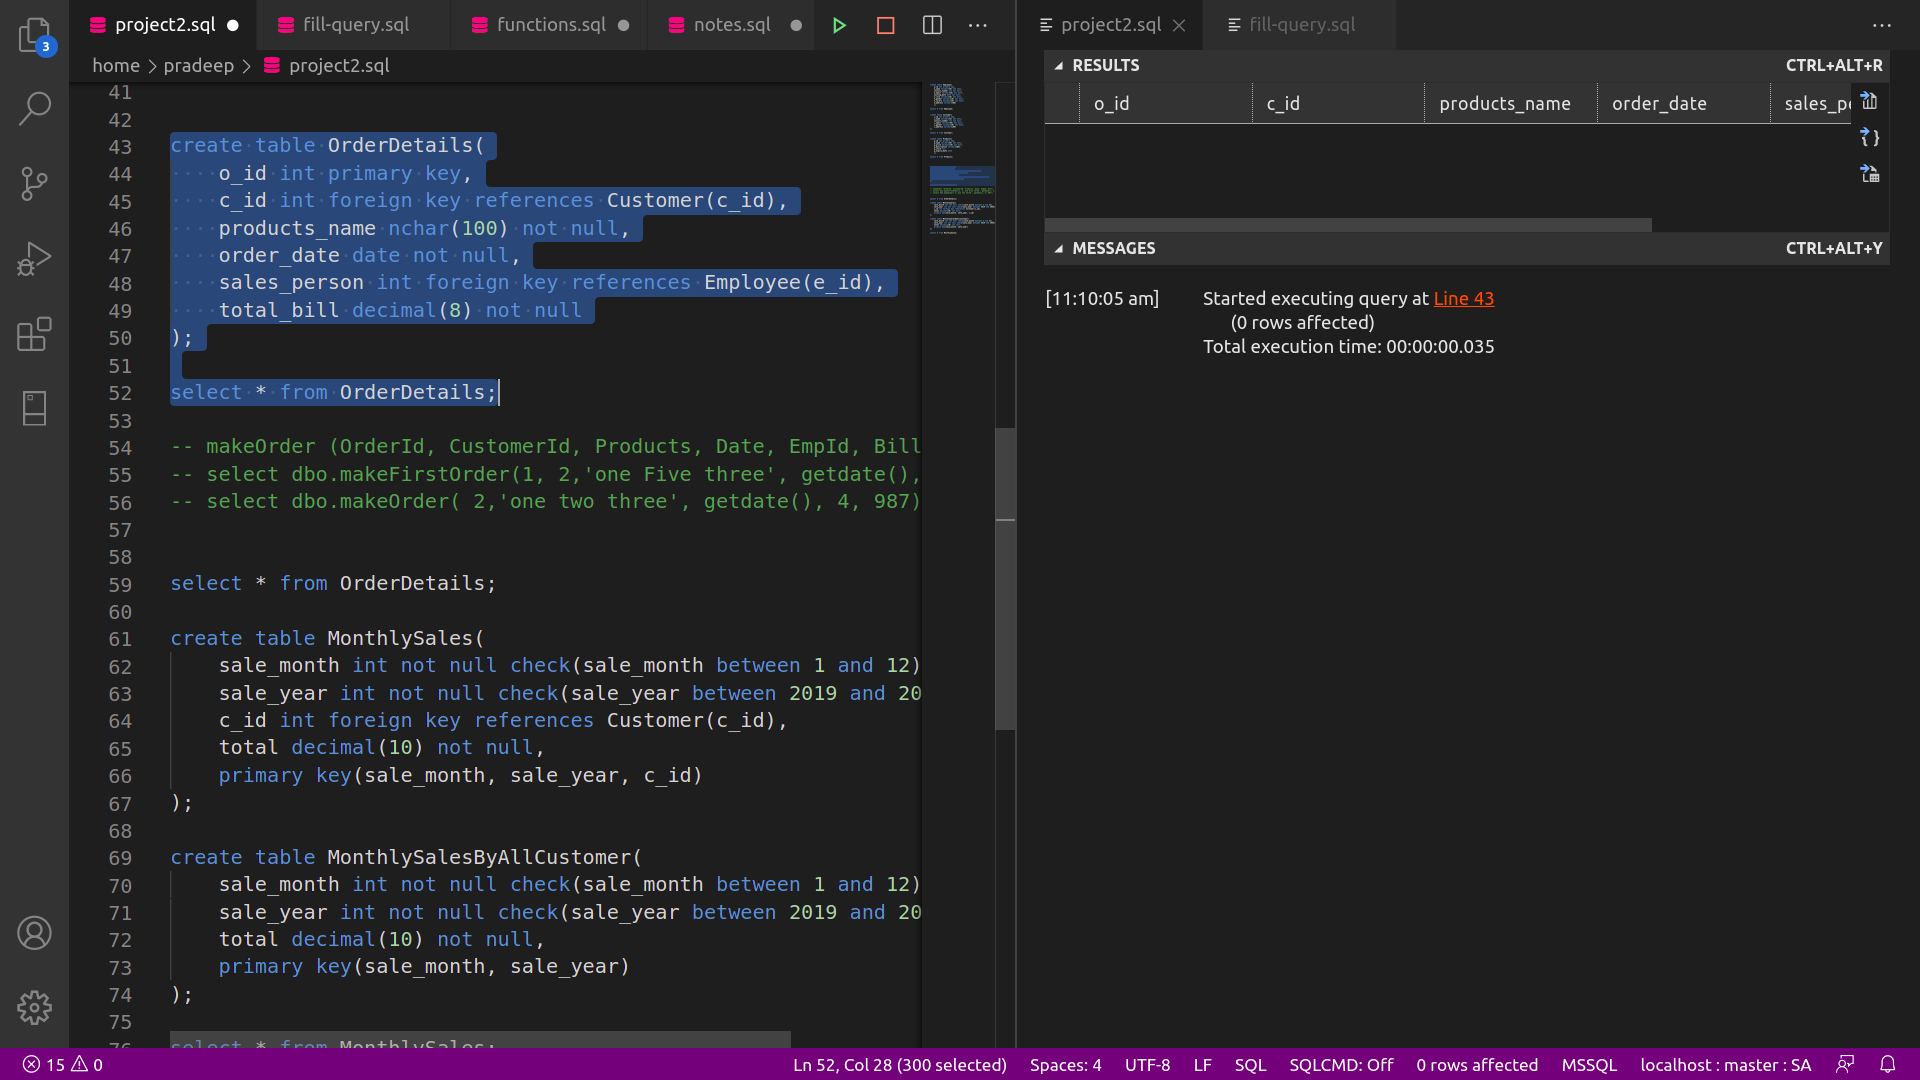 3
project2.sql
fill-query.sql
functions.sql
notes.sql
project2.sql
fill-query.sql
home > pradeep > project2.sql
41
42
43 create table OrderDetails(
44 o_id int primary key,
45 c_id int foreign key references Customer(c_id),
46 products_name nchar(100) not null,
47 order_date date not null,
48 sales_person int foreign key references Employee(e_id),
49 total_bill decimal(8) not null
50 );
51
52 select * from OrderDetails;
53
54 -- makeOrder (OrderId, CustomerId, Products, Date, EmpId, Bill
55 -- select dbo.makeFirstOrder(1, 2,'one Five three', getdate(),
56 -- select dbo.makeOrder( 2,'one two three', getdate(), 4, 987)
57
58
59 select * from OrderDetails;
60
61 create table MonthlySales(
62 sale_month int not null check(sale_month between 1 and 12)
63 sale_year int not null check(sale_year between 2019 and 20
64 c_id int foreign key references Customer(c_id),
65 total decimal(10) not null,
66 primary key(sale_month, sale_year, c_id)
67 );
68
69 create table MonthlySalesByAllCustomer(
70 sale_month int not null check(sale_month between 1 and 12)
71 sale_year int not null check(sale_year between 2019 and 20
72 total decimal(10) not null,
73 primary key(sale_month, sale_year)
74 );
75
76 select * from MonthlySales;
RESULTS CTRL+ALT+R
o_id c_id products_name order_date sales_pe
MESSAGES CTRL+ALT+Y
[11:10:05 am] Started executing query at Line 43
(0 rows affected)
Total execution time: 00:00:00.035
15 0 Ln 52, Col 28 (300 selected) Spaces: 4 UTF-8 LF SQL SQLCMD: Off 0 rows affected MSSQL localhost : master : SA